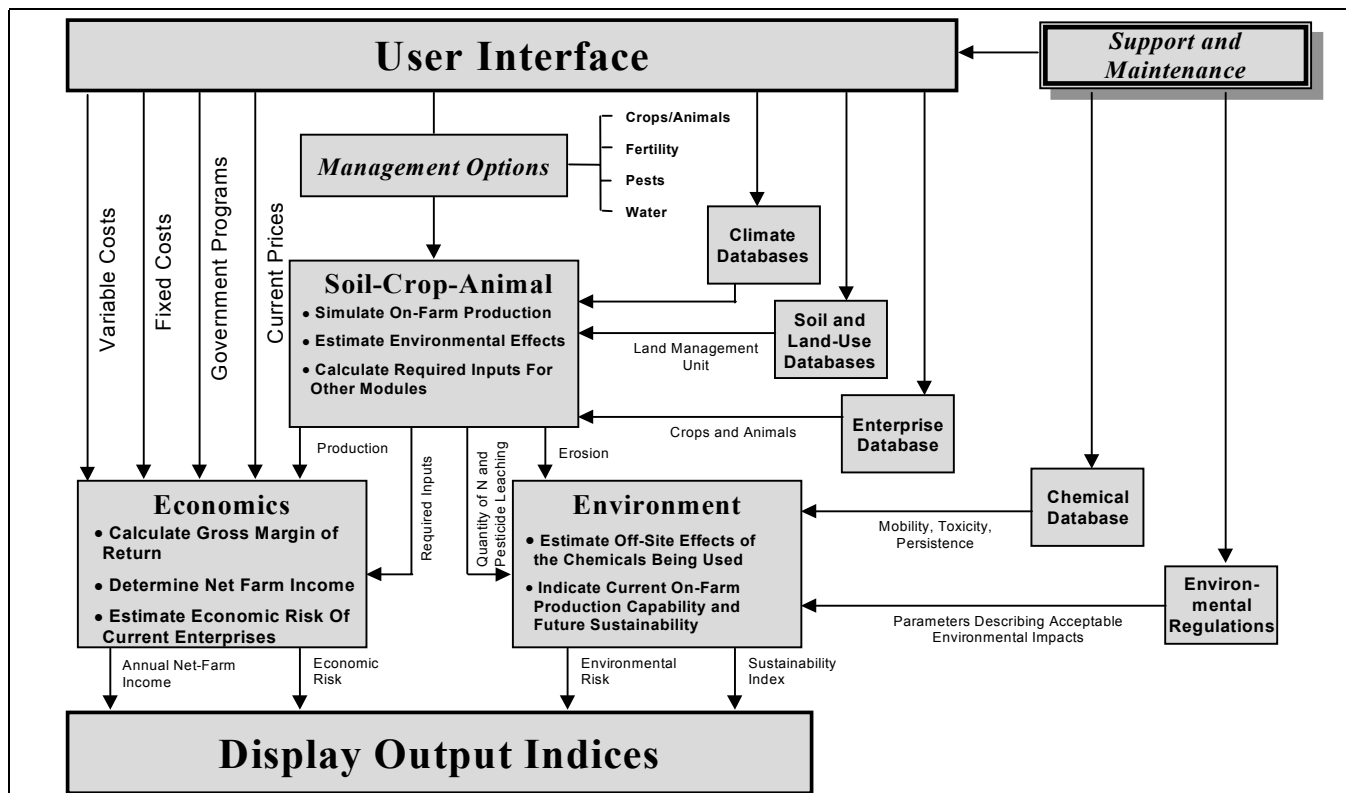 User Interface
Support and
Maintenance
Management Options
Crops/Animals
Fertility
Pests
Water
Variable Costs
Fixed Costs
Government Programs
Current Prices
Climate
Databases
Soil-Crop-Animal
• Simulate On-Farm Production
• Estimate Environmental Effects
• Calculate Required Inputs For
Other Modules
Land Management
Unit
Soil and
Land-Use
Databases
Crops and Animals
Enterprise
Database
Production
Required Inputs
Quantity of N and
Pesticide Leaching
Erosion
Economics
• Calculate Gross Margin of
Return
• Determine Net Farm Income
• Estimate Economic Risk Of
Current Enterprises
Environment
• Estimate Off-Site Effects of
the Chemicals Being Used
• Indicate Current On-Farm
Production Capability and
Future Sustainability
Mobility, Toxicity,
Persistence
Chemical
Database
Parameters Describing Acceptable
Environmental Impacts
Environ-
mental
Regulations
Annual Net-Farm
Income
Economic
Risk
Environmental
Risk
Sustainability
Index
Display Output Indices